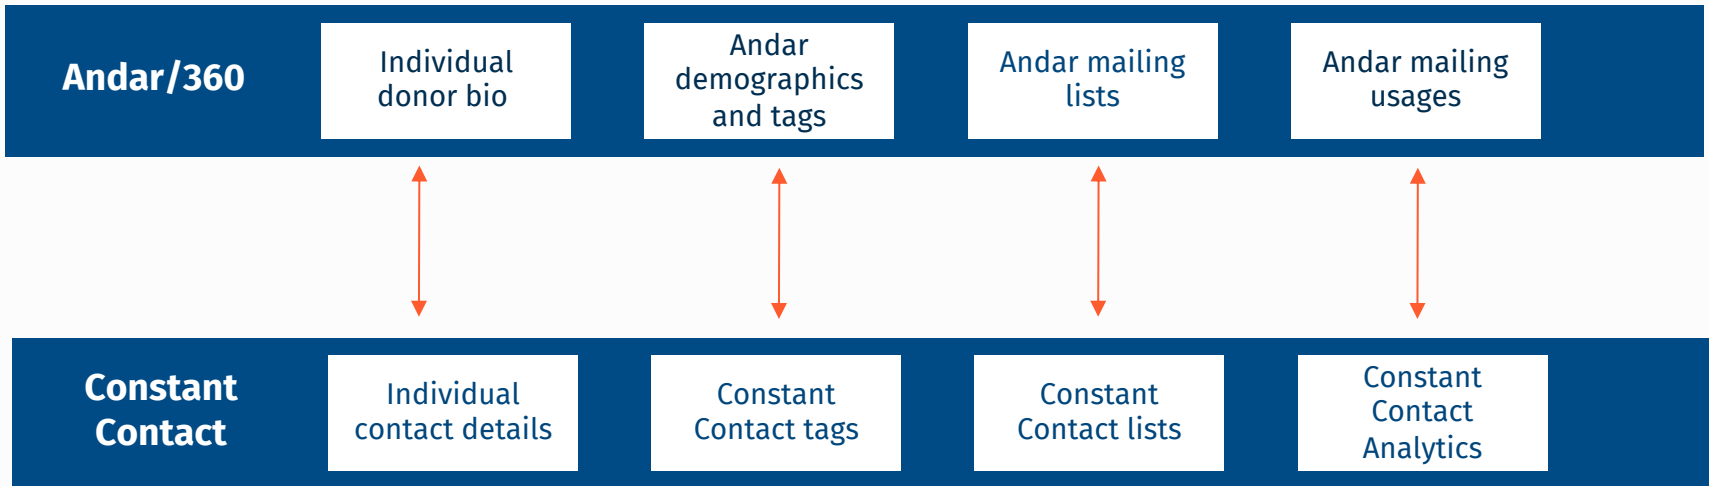 Andar/360
Individual
donor bio
Andar
demographics
and tags
Andar mailing
lists
Andar mailing
usages
Constant
Contact
Individual
contact details
Constant
Contact tags
Constant
Contact lists
Constant
Contact
Analytics